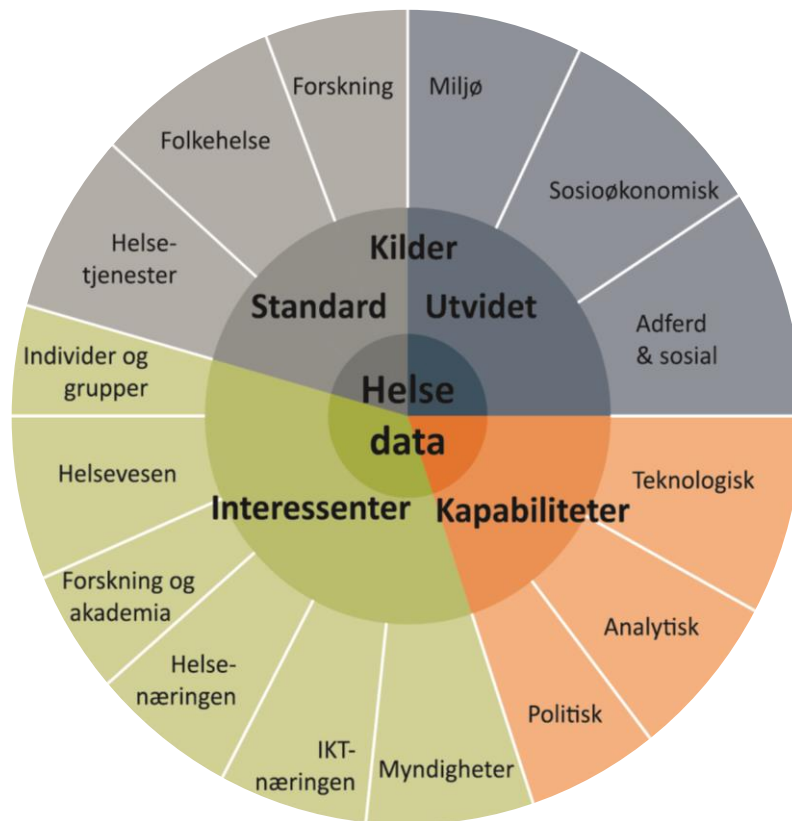 Forskning
Miljø
Folkehelse
Sosioøkonomisk
Helse-
tjenester
Kilder
Standard
Utvidet
Adferd
& sosial
Individer og
grupper
Helse
data
Helsevesen
Interessenter
Kapabiliteter
Teknologisk
Forskning og
akademia
Analytisk
Helse-
næringen
Politisk
IKT-
næringen
Myndigheter